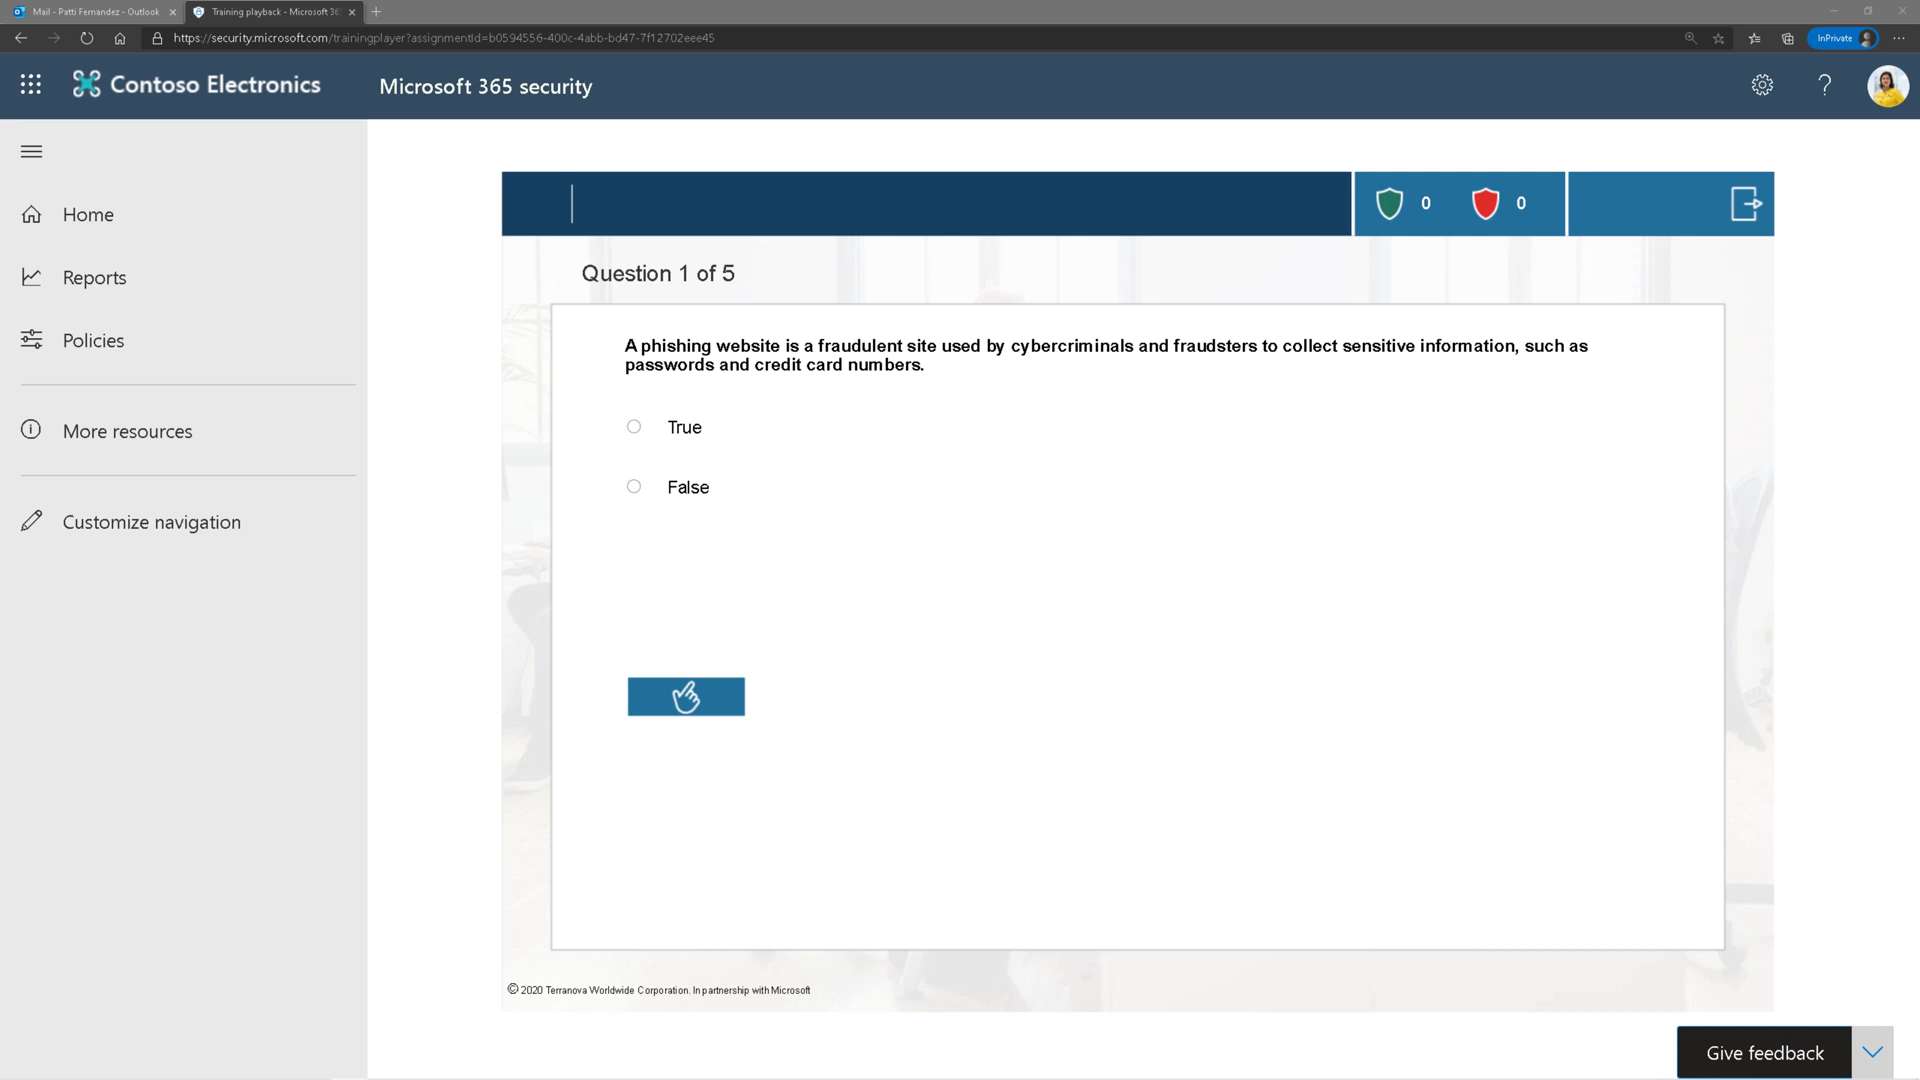 Mail - Patti Fernandez - Outlook
Training playback - Microsoft 36
https://security.microsoft.com/trainingplayer?assignmentId=b0594556-400c-4abb-bd47-7f12702eee45
InPrivate
Contoso Electronics
Microsoft 365 security
?
Home
Reports
Policies
More resources
Customize navigation
0
0
Question 1 of 5
A phishing website is a fraudulent site used by cybercriminals and fraudsters to collect sensitive information, such as
passwords and credit card numbers.
True
False
© 2020 Terranova Worldwide Corporation. In partnership with Microsoft
Give feedback